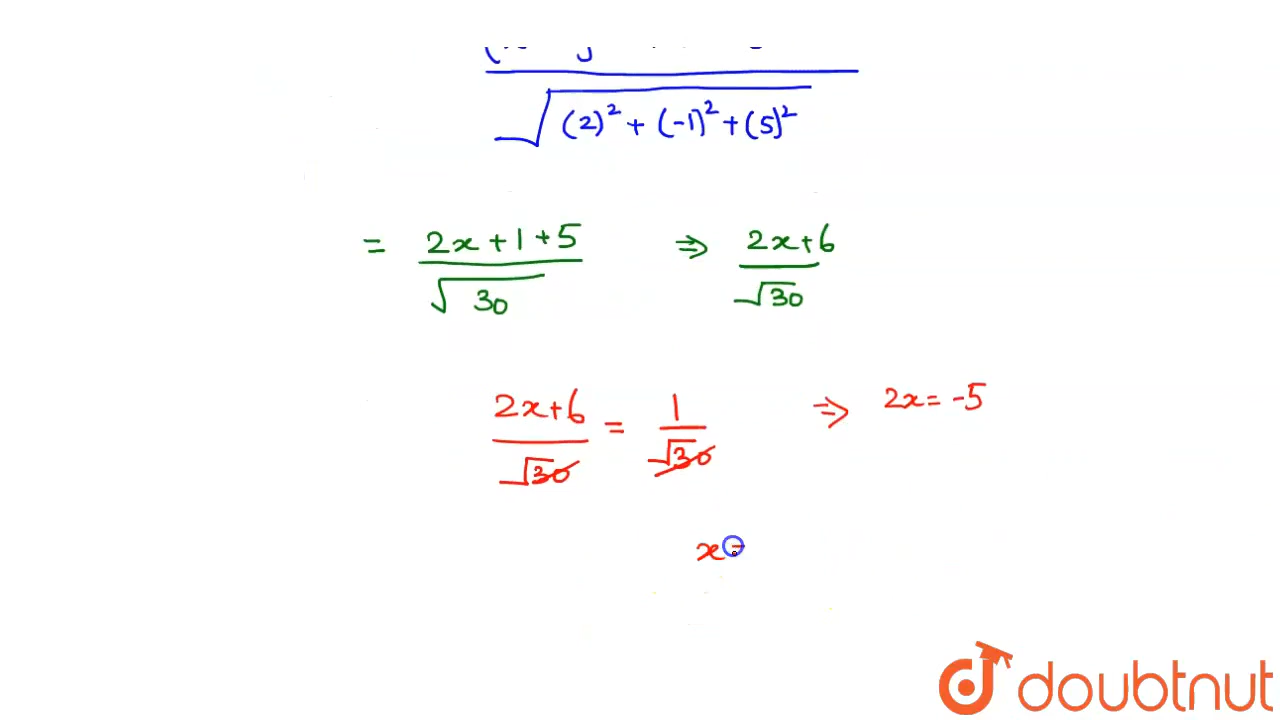 √(2)² + (-1)² + (5)²
= 2x + 1 + 5 / √30 ⇒ 2x + 6 / √30
2x + 6 / √30 = 1 / √30 ⇒ 2x = -5
x =
doubtnut